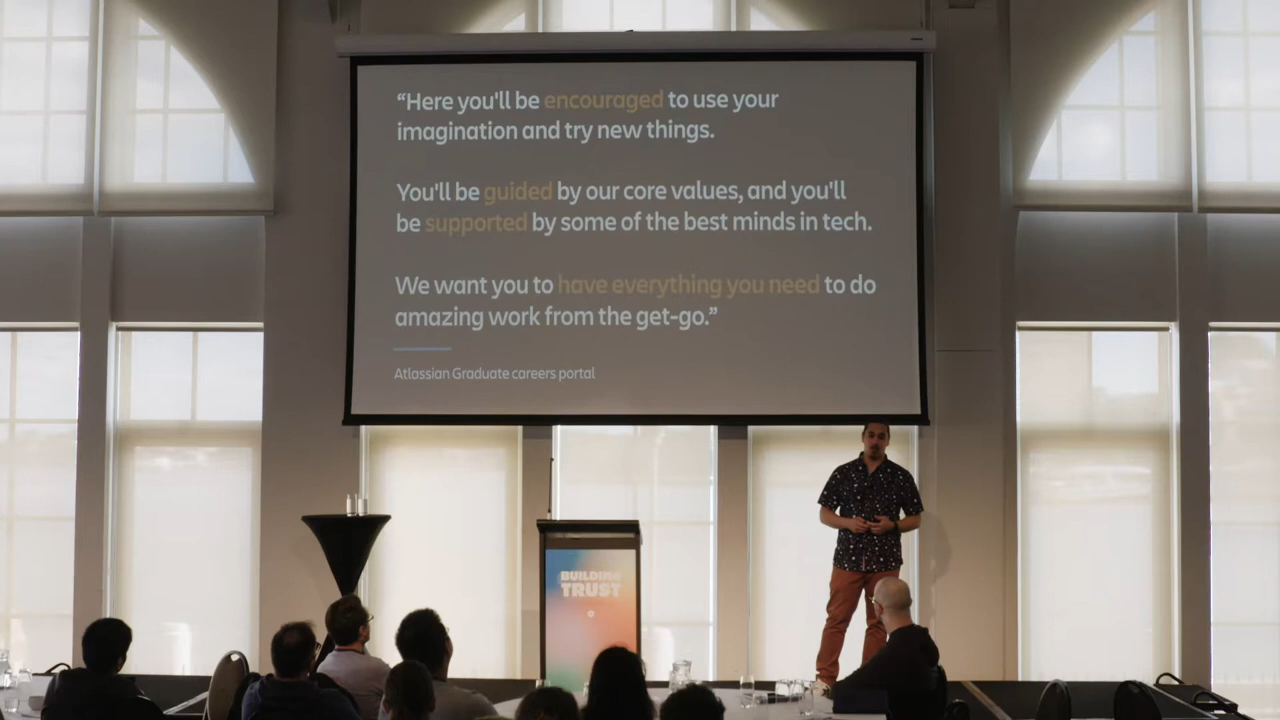 “Here you'll be encouraged to use your
imagination and try new things.
You'll be guided by our core values, and you'll
be supported by some of the best minds in tech.
We want you to have everything you need to do
amazing work from the get-go.”
Atlassian Graduate careers portal
BUILDING
TRUST